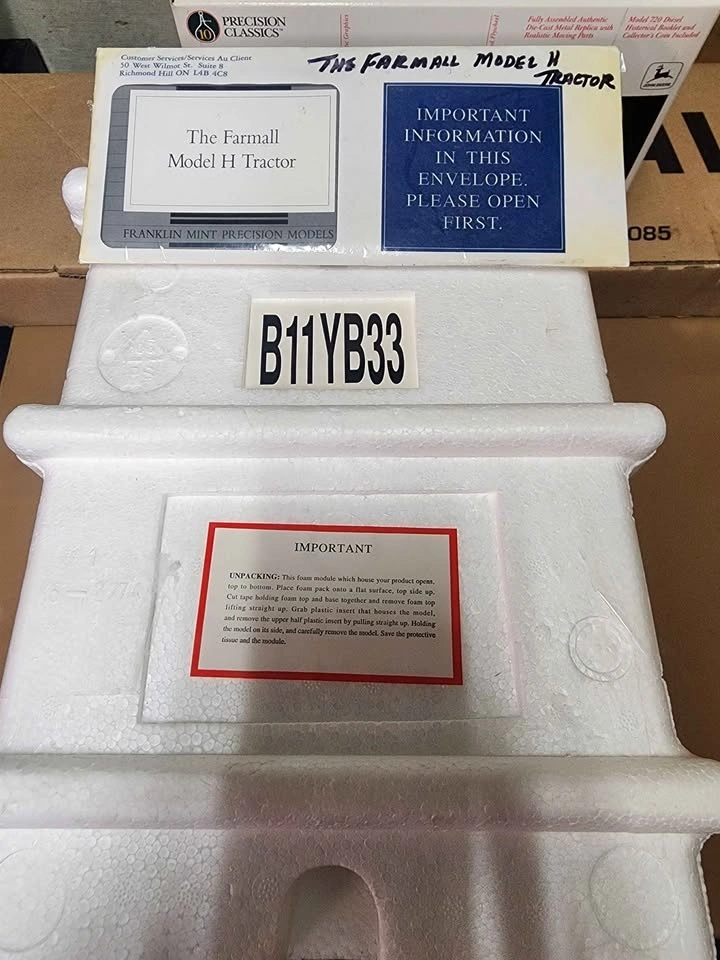 10
PRECISION
CLASSICS™
Fully Assembled Authentic
Die-Cast Metal Replica with
Realistic Moving Parts
Model 720 Diesel
Historical Booklet and
Collector's Coin Included
JOHN DEERE
Customer Services/Services Au Client
50 West Wilmot St. Suite 8
Richmond Hill ON L4B 4C8
THE FARMALL MODEL H
TRACTOR
The Farmall
Model H Tractor
FRANKLIN MINT PRECISION MODELS
IMPORTANT
INFORMATION
IN THIS
ENVELOPE.
PLEASE OPEN
FIRST.
085
B11YB33
IMPORTANT
UNPACKING: This foam module which house your product opens.
top to bottom. Place foam pack onto a flat surface, top side up.
Cut tape holding foam top and base together and remove foam top
lifting straight up. Grab plastic insert that houses the model,
and remove the upper half plastic insert by pulling straight up. Holding
the model on its side, and carefully remove the model. Save the protective
tissue and the module.